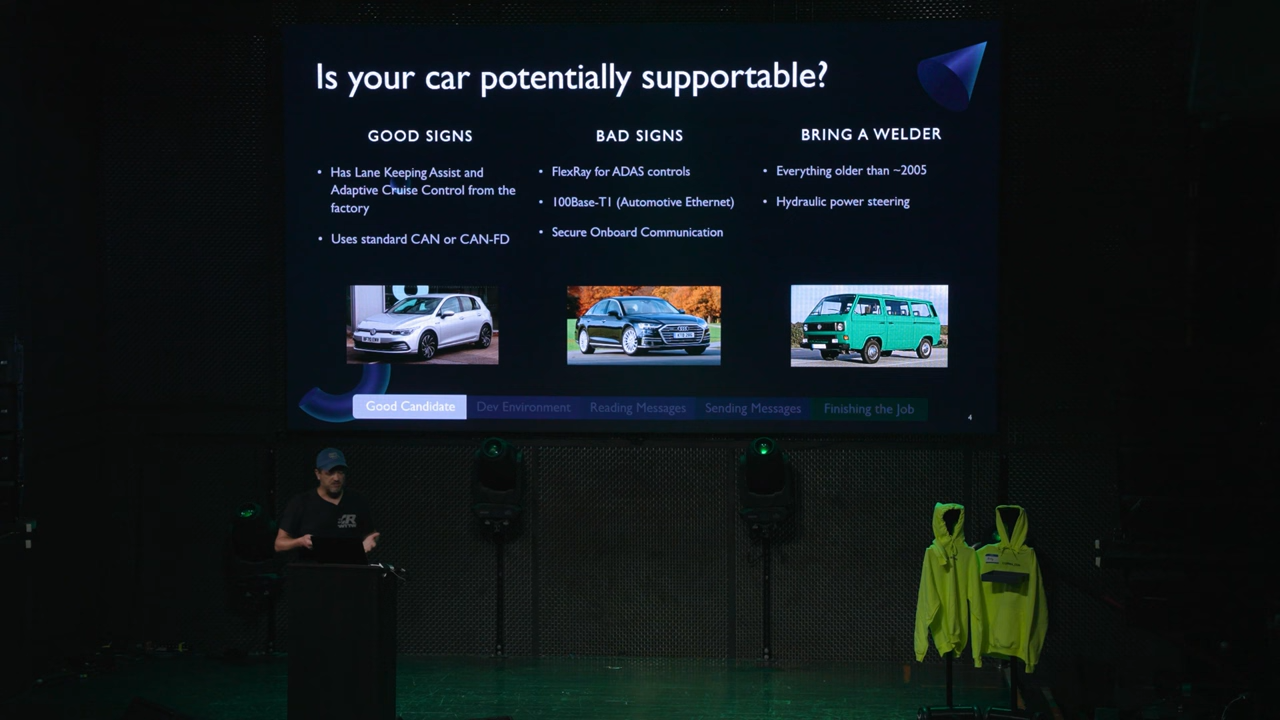 Is your car potentially supportable?
GOOD SIGNS
• Has Lane Keeping Assist and
Adaptive Cruise Control from the
factory
• Uses standard CAN or CAN-FD
BAD SIGNS
• FlexRay for ADAS controls
• 100Base-T1 (Automotive Ethernet)
• Secure Onboard Communication
BRING A WELDER
• Everything older than ~2005
• Hydraulic power steering
Good Candidate
Dev Environment
Reading Messages
Sending Messages
Finishing the Job
4